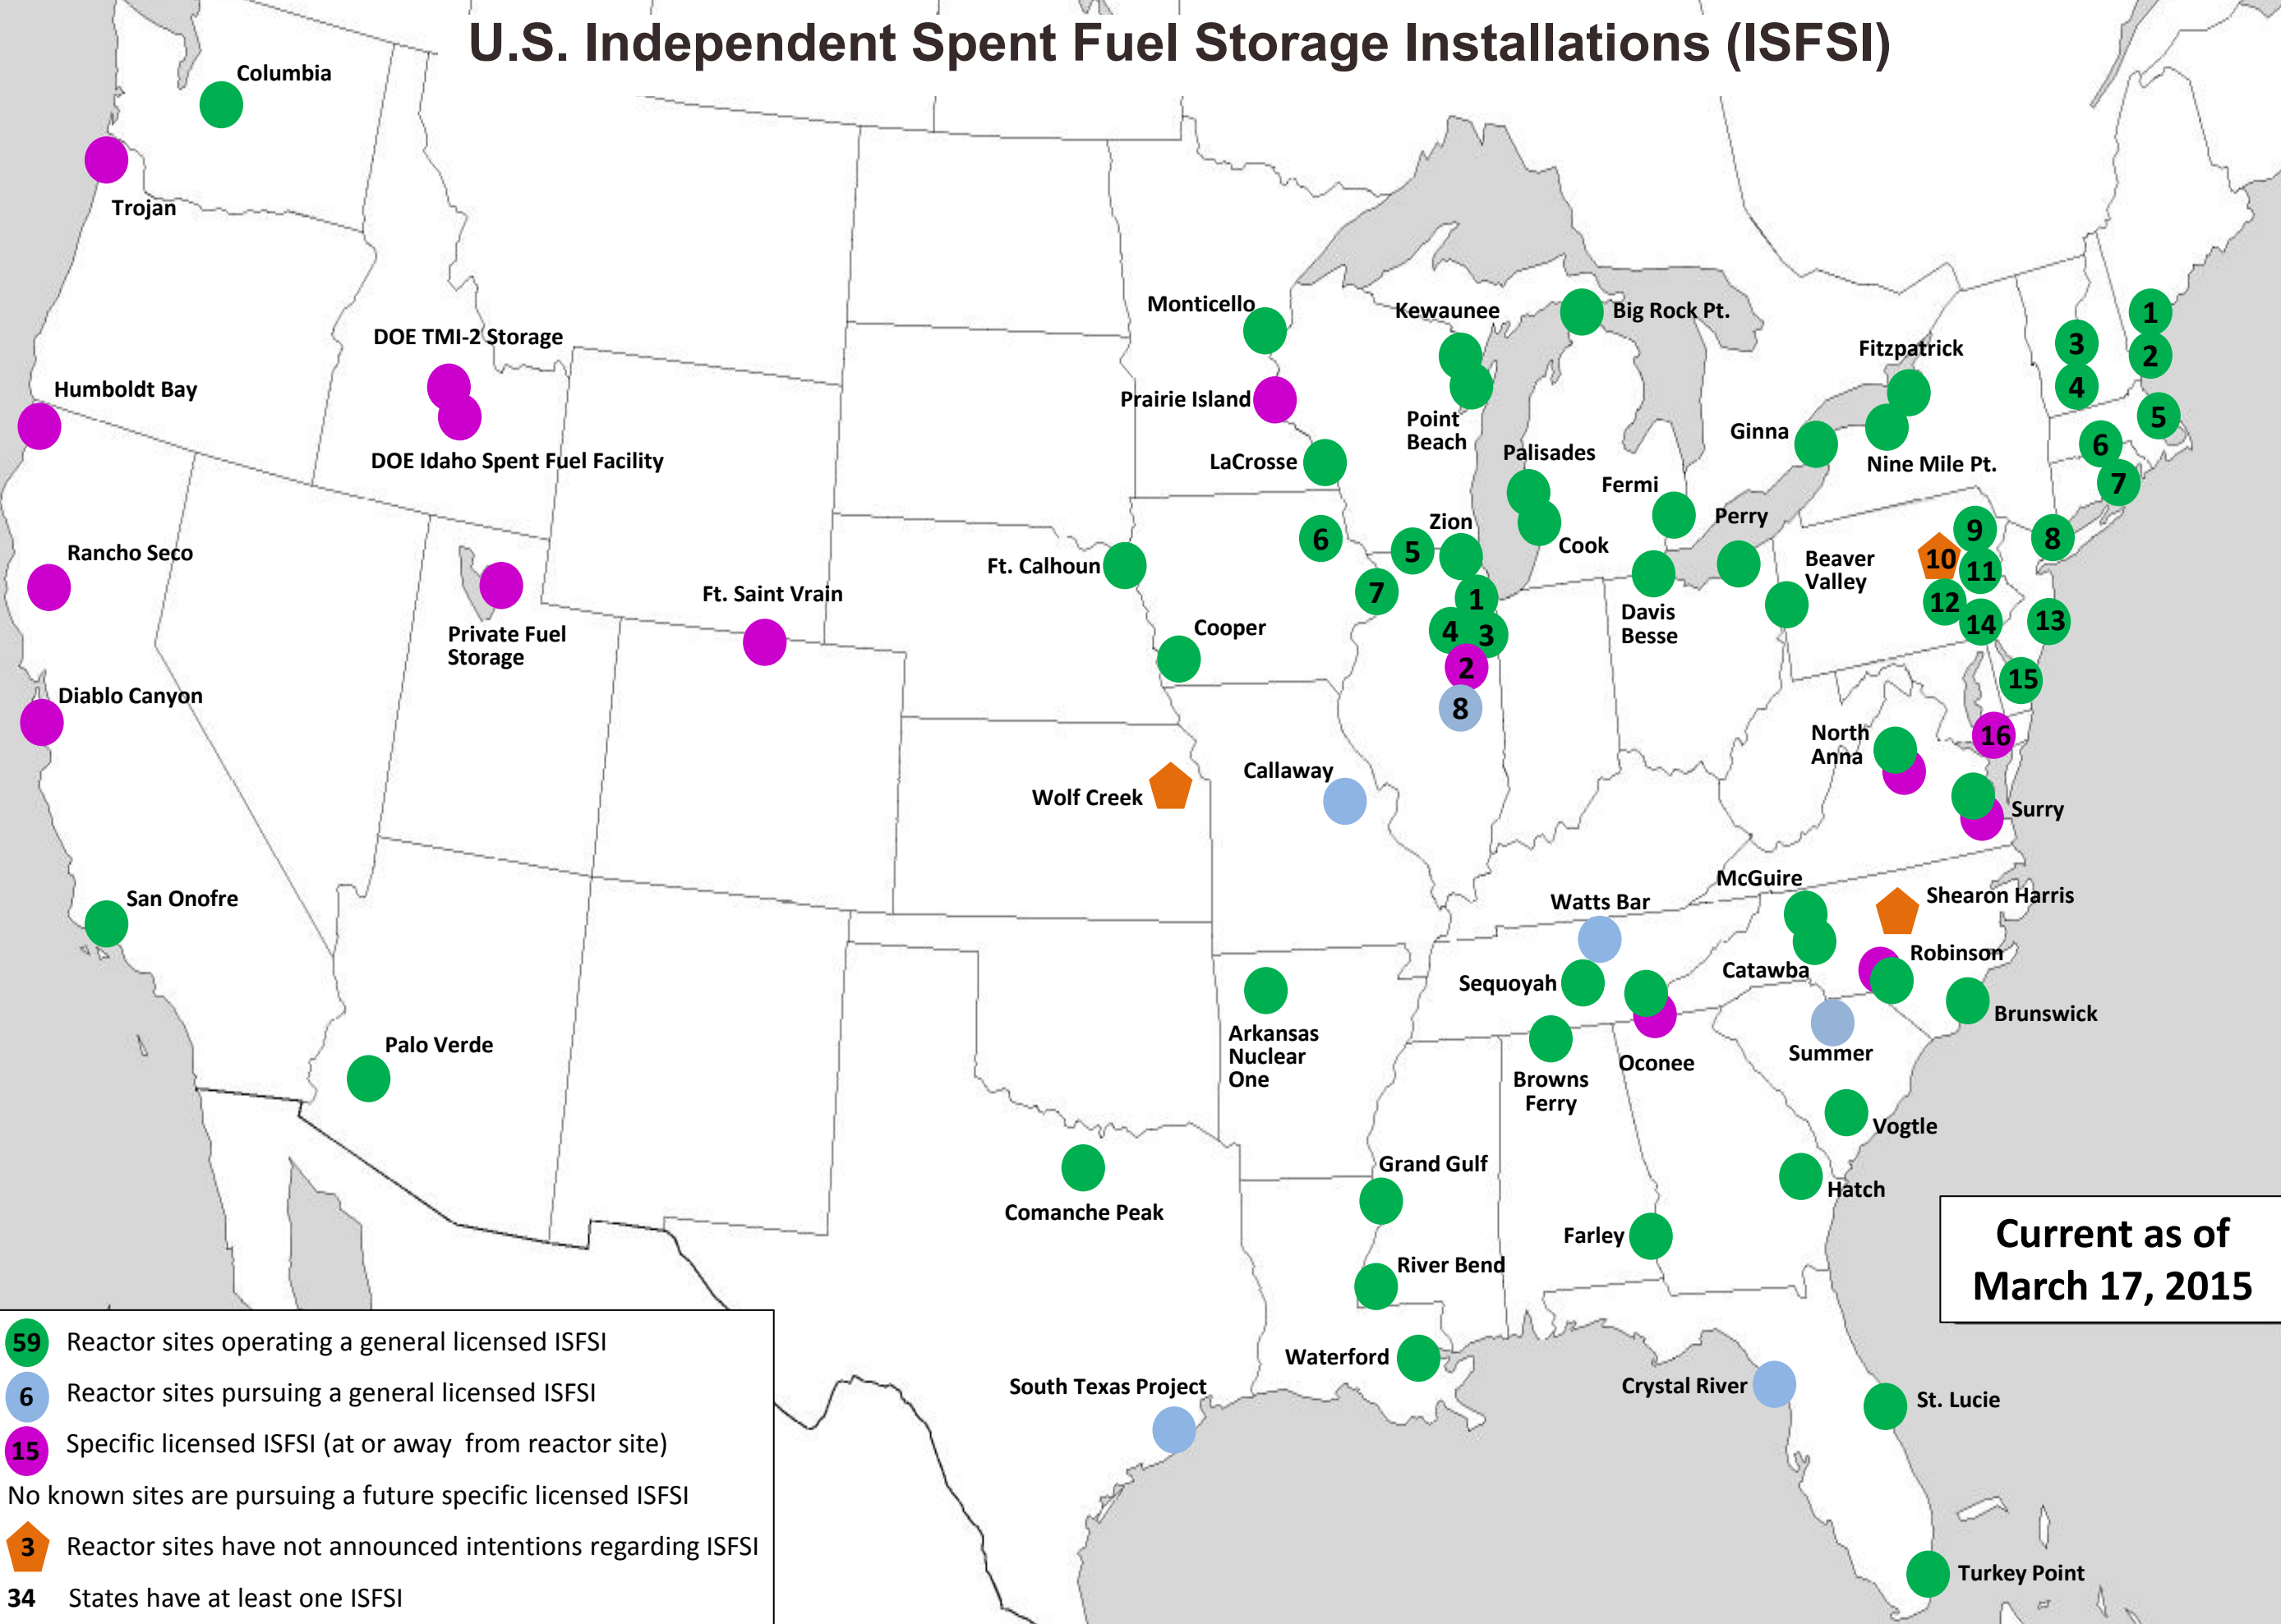 U.S. Independent Spent Fuel Storage Installations (ISFSI)
Columbia
Trojan
DOE TMI-2 Storage
Humboldt Bay
DOE Idaho Spent Fuel Facility
Rancho Seco
Private Fuel
Storage
Ft. Saint Vrain
Diablo Canyon
San Onofre
Palo Verde
Monticello
Prairie Island
LaCrosse
Kewaunee
Point
Beach
Big Rock Pt.
Palisades
Cook
Fermi
Zion
6
5
7
1
4
3
2
8
Ft. Calhoun
Cooper
Wolf Creek
Callaway
Davis
Besse
Perry
Beaver
Valley
Ginna
Fitzpatrick
Nine Mile Pt.
1
2
3
4
5
6
7
8
9
10
11
12
13
14
15
16
North
Anna
Surry
McGuire
Shearon Harris
Watts Bar
Sequoyah
Catawba
Robinson
Brunswick
Oconee
Summer
Browns
Ferry
Arkansas
Nuclear
One
Vogtle
Hatch
Farley
Comanche Peak
Grand Gulf
River Bend
Waterford
South Texas Project
Crystal River
St. Lucie
Turkey Point
Current as of
March 17, 2015
59 Reactor sites operating a general licensed ISFSI
6 Reactor sites pursuing a general licensed ISFSI
15 Specific licensed ISFSI (at or away from reactor site)
No known sites are pursuing a future specific licensed ISFSI
3 Reactor sites have not announced intentions regarding ISFSI
34 States have at least one ISFSI